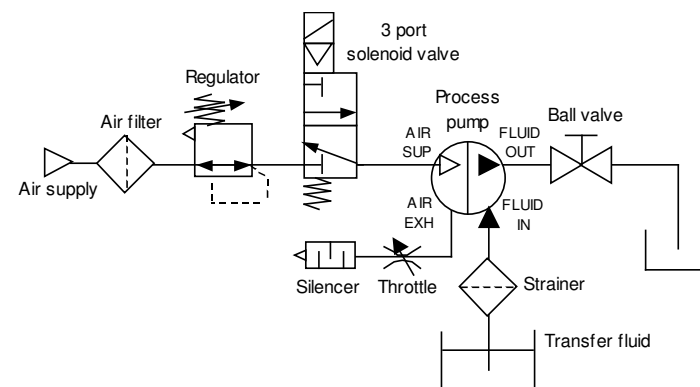 3 port
solenoid valve
Regulator
Process
pump
Ball valve
Air filter
AIR
SUP
FLUID
OUT
Air supply
AIR
EXH
FLUID
IN
Silencer
Throttle
Strainer
Transfer fluid